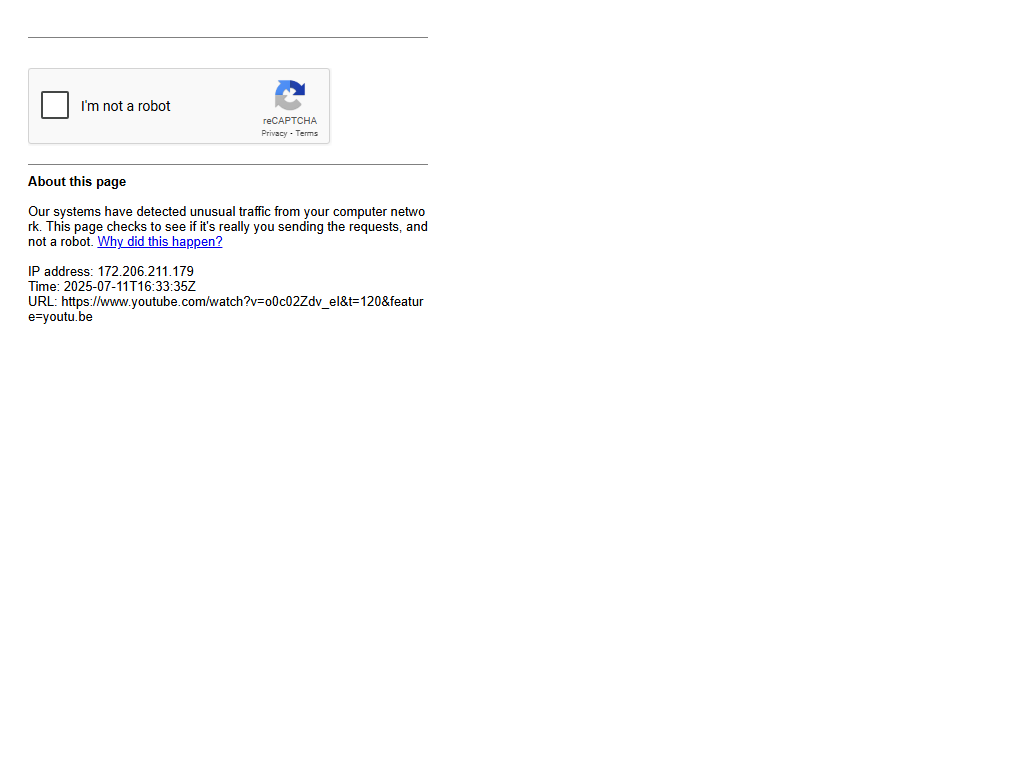 I'm not a robot
reCAPTCHA
Privacy - Terms
About this page
Our systems have detected unusual traffic from your computer netwo
rk. This page checks to see if it's really you sending the requests, and
not a robot. Why did this happen?
IP address: 172.206.211.179
Time: 2025-07-11T16:33:35Z
URL: https://www.youtube.com/watch?v=o0c02Zdv_eI&t=120&featur
e=youtu.be